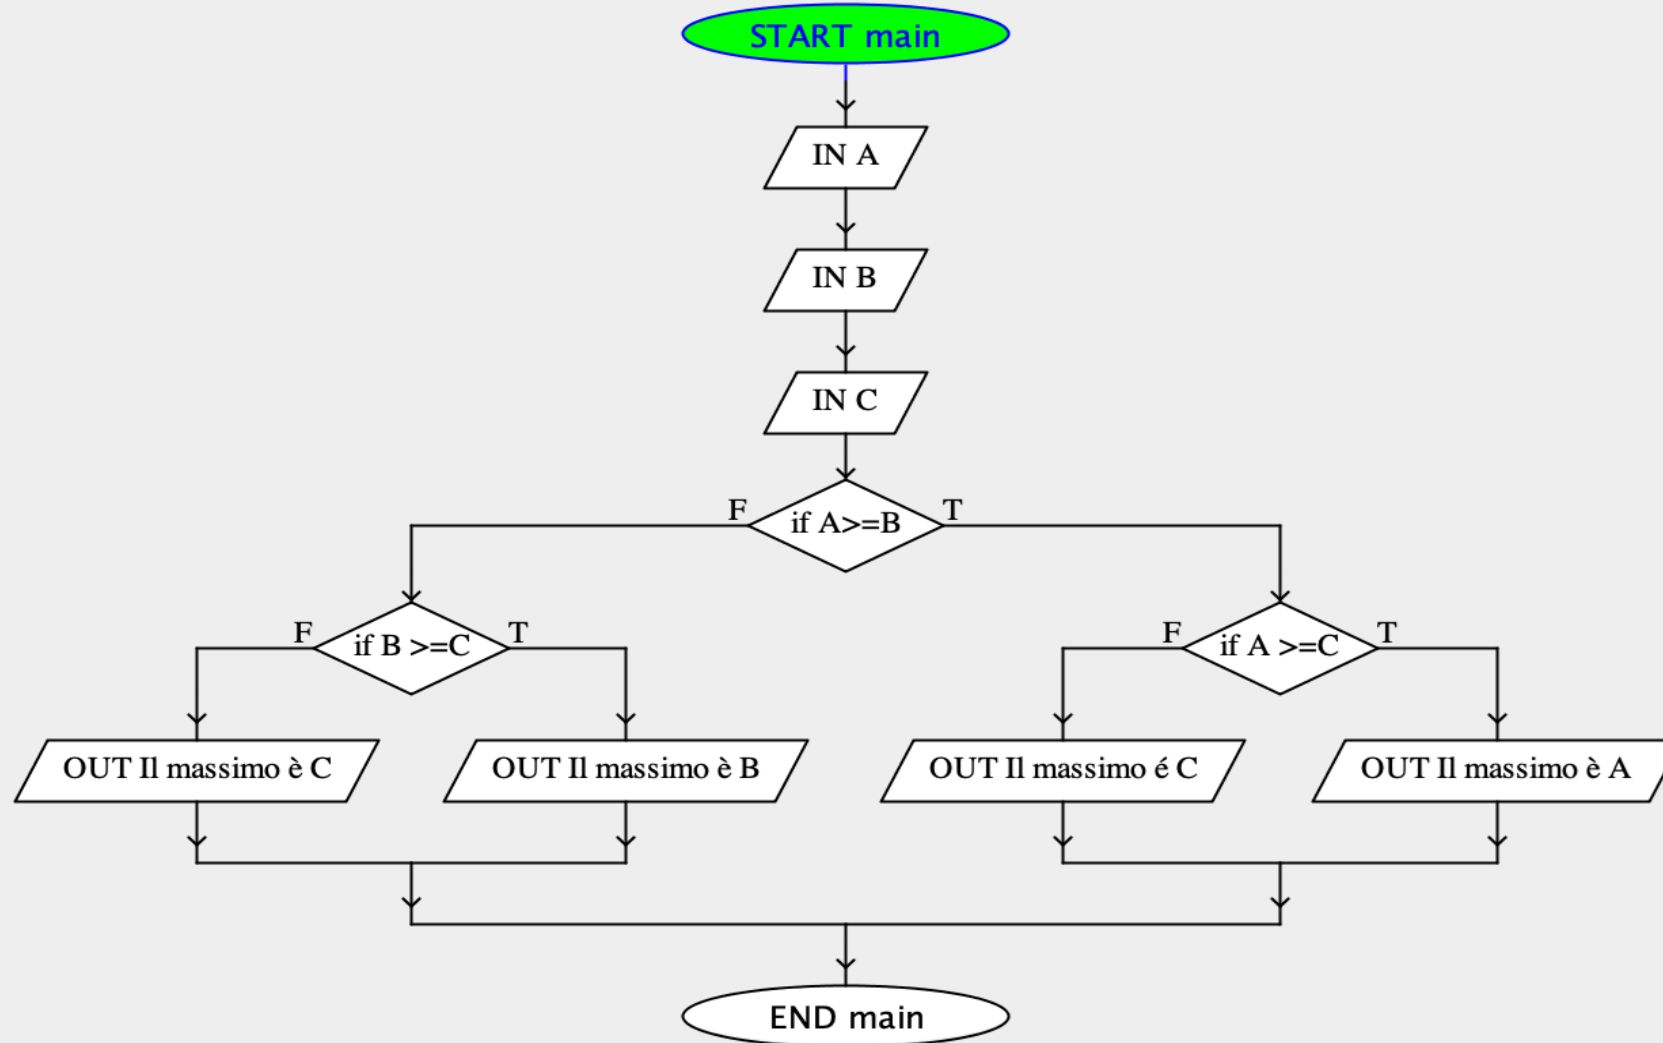 START main
IN A
IN B
IN C
F
if A>=B
T
F
if B >=C
T
F
if A >=C
T
OUT Il massimo è C
OUT Il massimo è B
OUT Il massimo é C
OUT Il massimo è A
END main